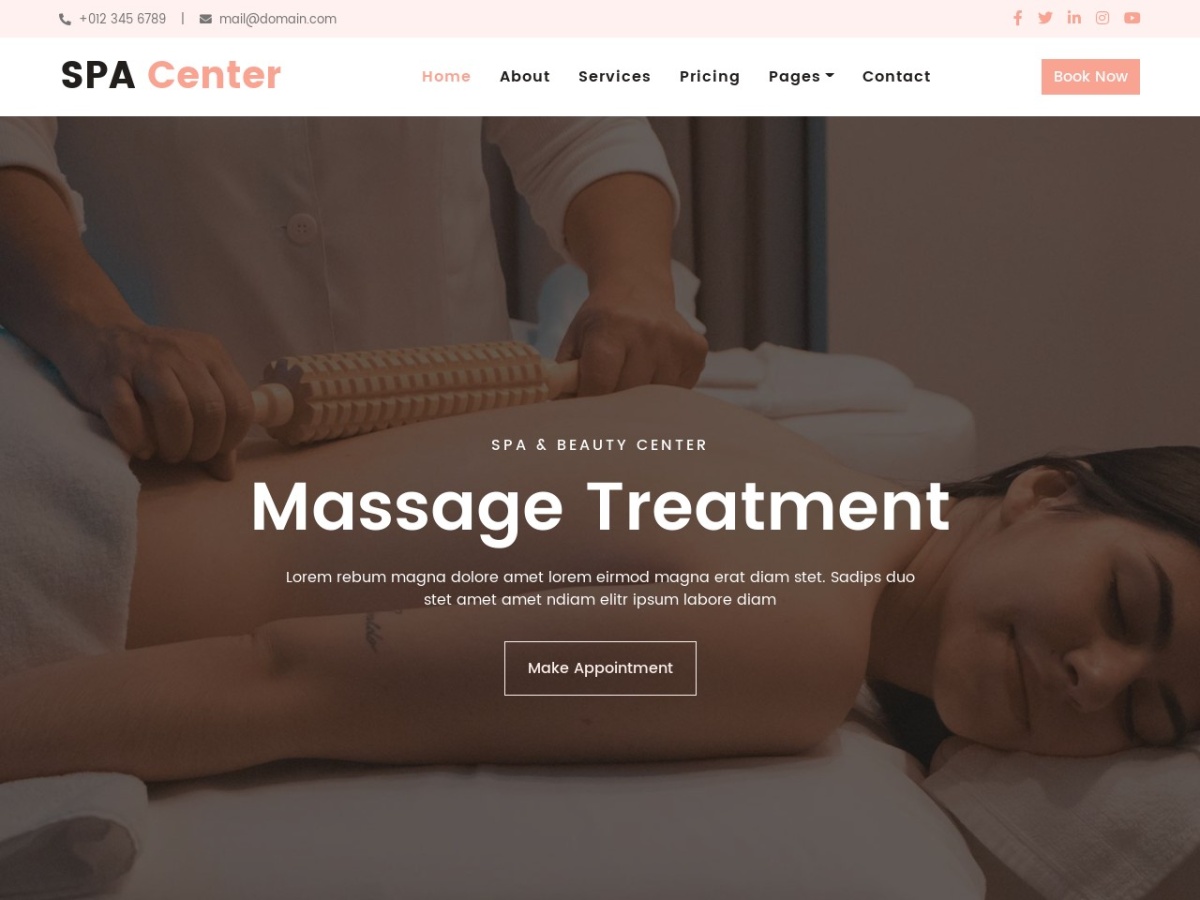 +012 345 6789 | mail@domain.com
SPA Center
Home About Services Pricing Pages Contact
Book Now
SPA & BEAUTY CENTER
Massage Treatment
Lorem rebum magna dolore amet lorem eirmod magna erat diam stet. Sadips duo
stet amet amet ndiam elitr ipsum labore diam
Make Appointment